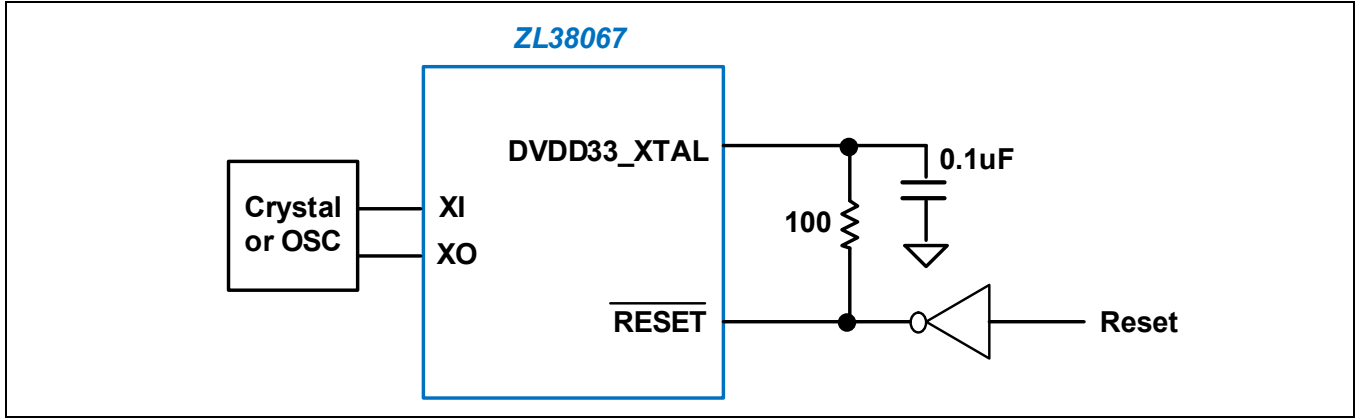 ZL38067
DVDD33_XTAL
0.1uF
Crystal
or OSC
XI
XO
100
RESET
Reset